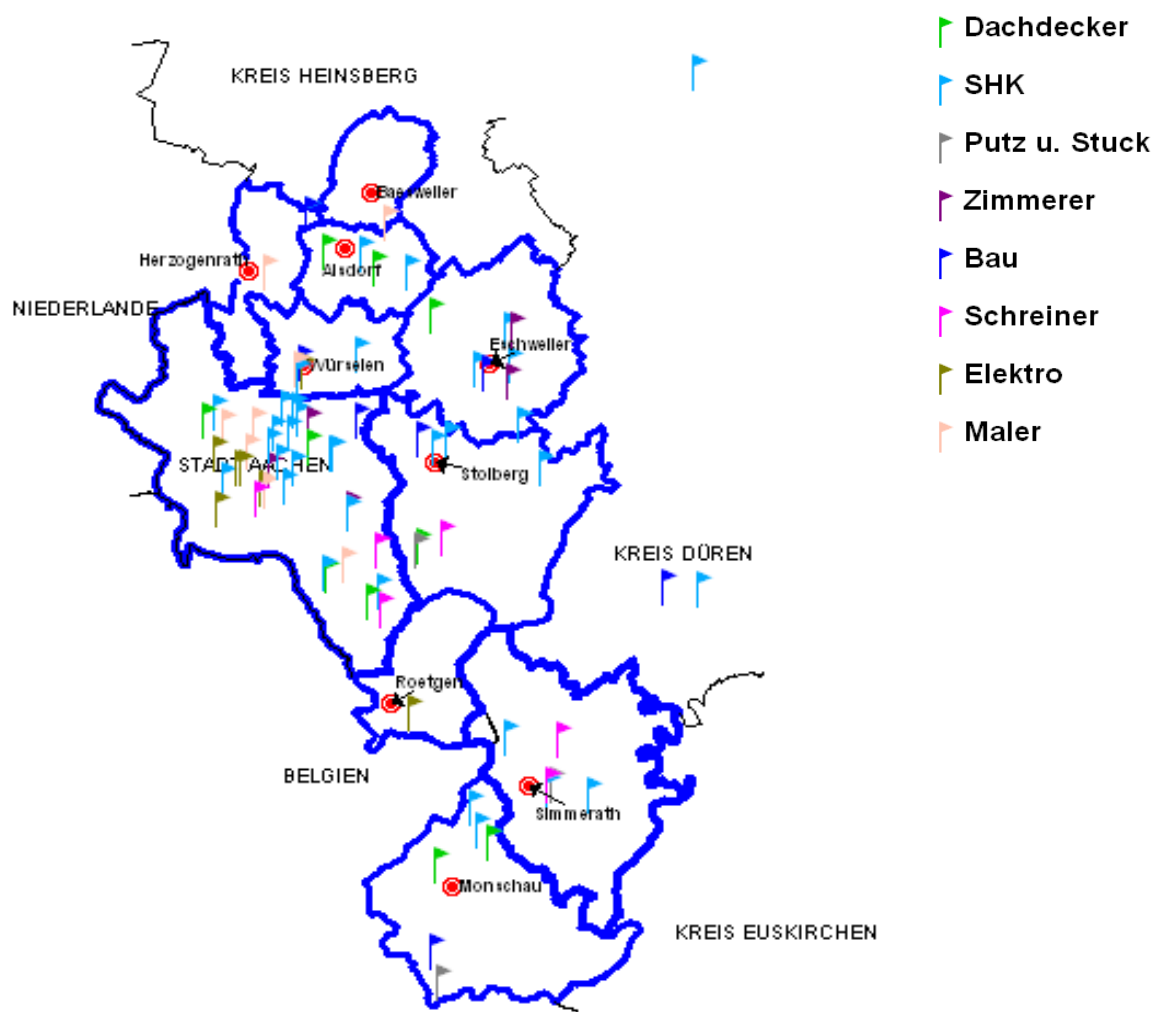 Dachdecker
SHK
Putz u. Stuck
Zimmerer
Bau
Schreiner
Elektro
Maler
KREIS HEINSBERG
Baesweiler
Herzogenrath
Alsdorf
NIEDERLANDE
Eschweiler
Würselen
STADT AACHEN
Stolberg
KREIS DÜREN
Roetgen
BELGIEN
Simmerath
Monschau
KREIS EUSKIRCHEN